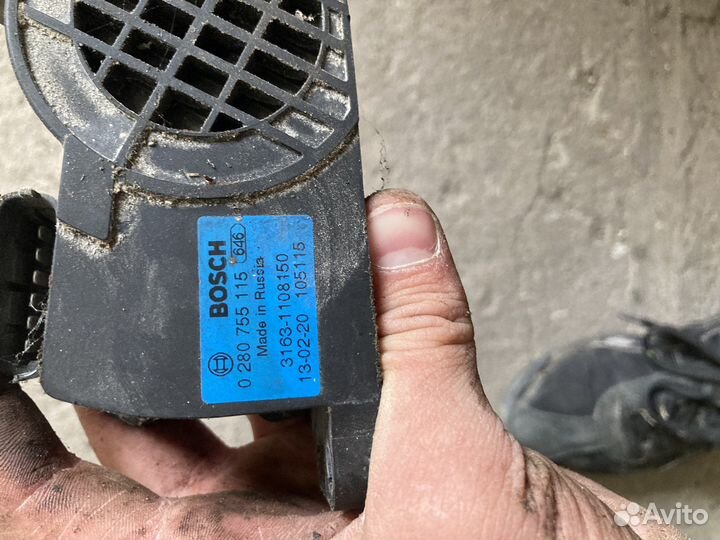 BOSCH 646
0 280 755 115
Made in Russia
3163-1108150
13-02-20 105115
Avito